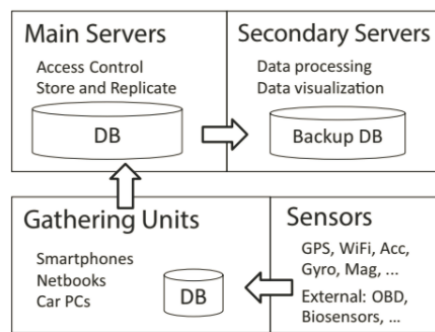 Main Servers
Access Control
Store and Replicate
DB
Secondary Servers
Data processing
Data visualization
Backup DB
Gathering Units
Smartphones
Netbooks
Car PCs
DB
Sensors
GPS, WiFi, Acc,
Gyro, Mag, ...
External: OBD,
Biosensors, ...